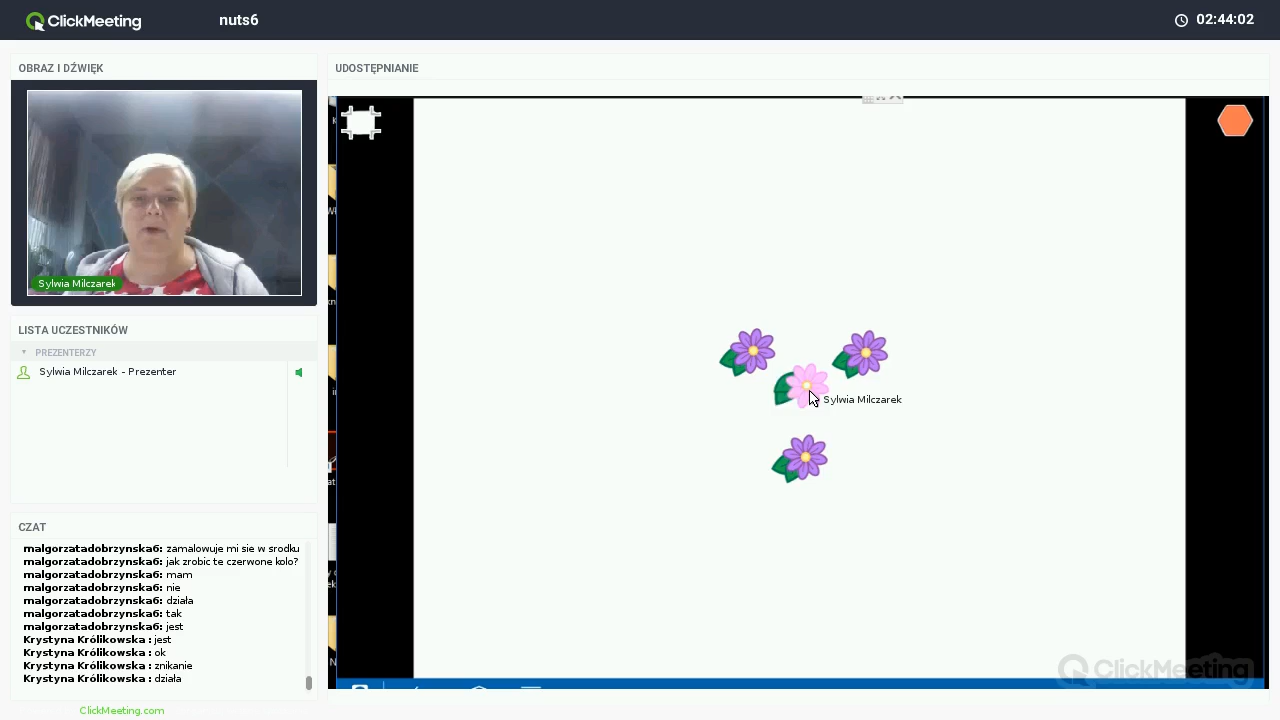 ClickMeeting
nuts6
02:44:02
OBRAZ I DŹWIĘK
Sylwia Milczarek
LISTA UCZESTNIKÓW
PREZENTERZY
Sylwia Milczarek - Prezenter
CZAT
malgorzatadobrzynska6: zamalowuje mi sie w srodku
malgorzatadobrzynska6: jak zrobic te czerwone kolo?
malgorzatadobrzynska6: mam
malgorzatadobrzynska6: nie
malgorzatadobrzynska6: działa
malgorzatadobrzynska6: tak
malgorzatadobrzynska6: jest
Krystyna Królikowska : jest
Krystyna Królikowska : ok
Krystyna Królikowska : znikanie
Krystyna Królikowska : działa
ClickMeeting.com
UDOSTĘPNIANIE
Sylwia Milczarek
ClickMeeting